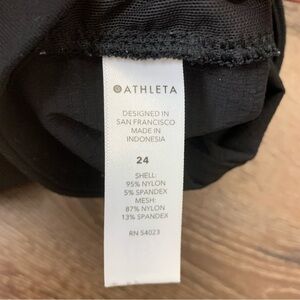 ATHLETA
DESIGNED IN
SAN FRANCISCO
MADE IN
INDONESIA
24
SHELL:
95% NYLON
5% SPANDEX
MESH:
87% NYLON
13% SPANDEX
RN 54023